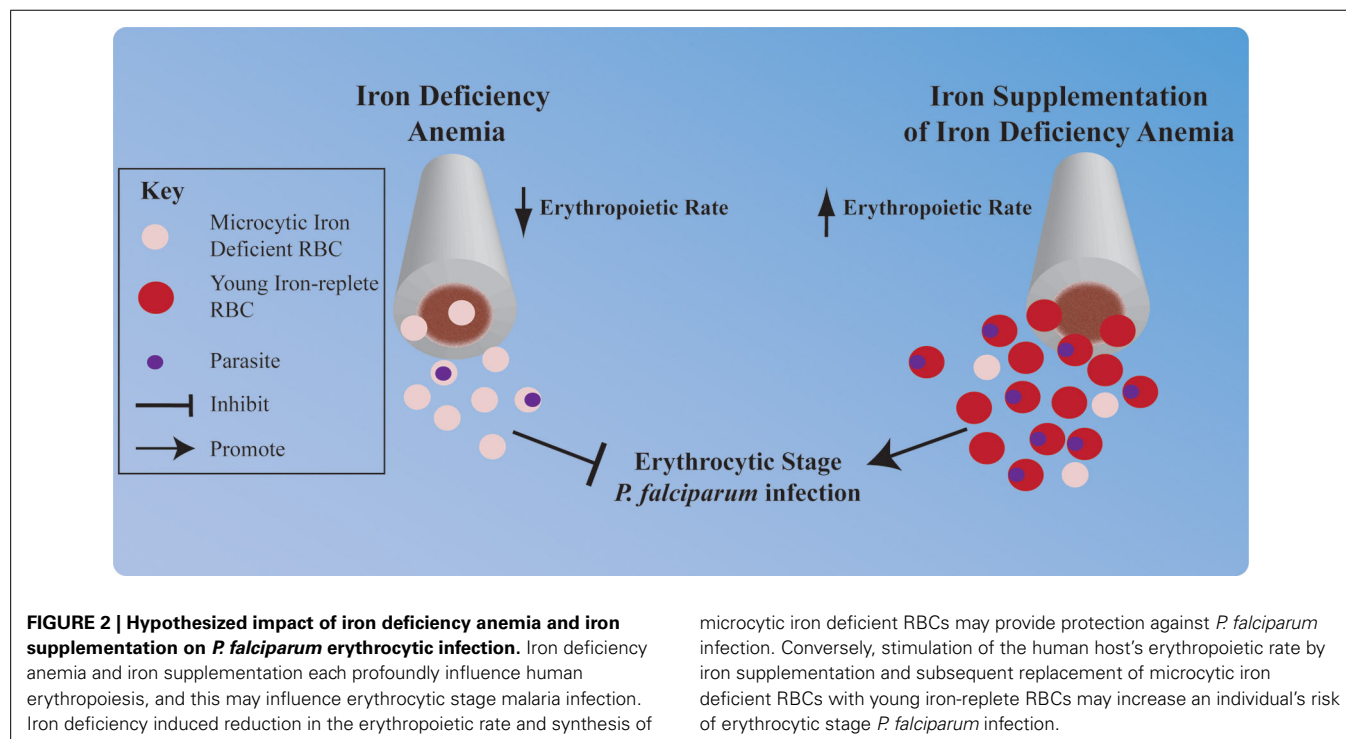 Iron Deficiency
Anemia
Iron Supplementation
of Iron Deficiency Anemia
Key
Microcytic Iron
Deficient RBC
Young Iron-replete
RBC
Parasite
Inhibit
Promote
Erythropoietic Rate
Erythropoietic Rate
Erythrocytic Stage
P. falciparum infection
FIGURE 2 | Hypothesized impact of iron deficiency anemia and iron
supplementation on P. falciparum erythrocytic infection. Iron deficiency
anemia and iron supplementation each profoundly influence human
erythropoiesis, and this may influence erythrocytic stage malaria infection.
Iron deficiency induced reduction in the erythropoietic rate and synthesis of
microcytic iron deficient RBCs may provide protection against P. falciparum
infection. Conversely, stimulation of the human host's erythropoietic rate by
iron supplementation and subsequent replacement of microcytic iron
deficient RBCs with young iron-replete RBCs may increase an individual's risk
of erythrocytic stage P. falciparum infection.